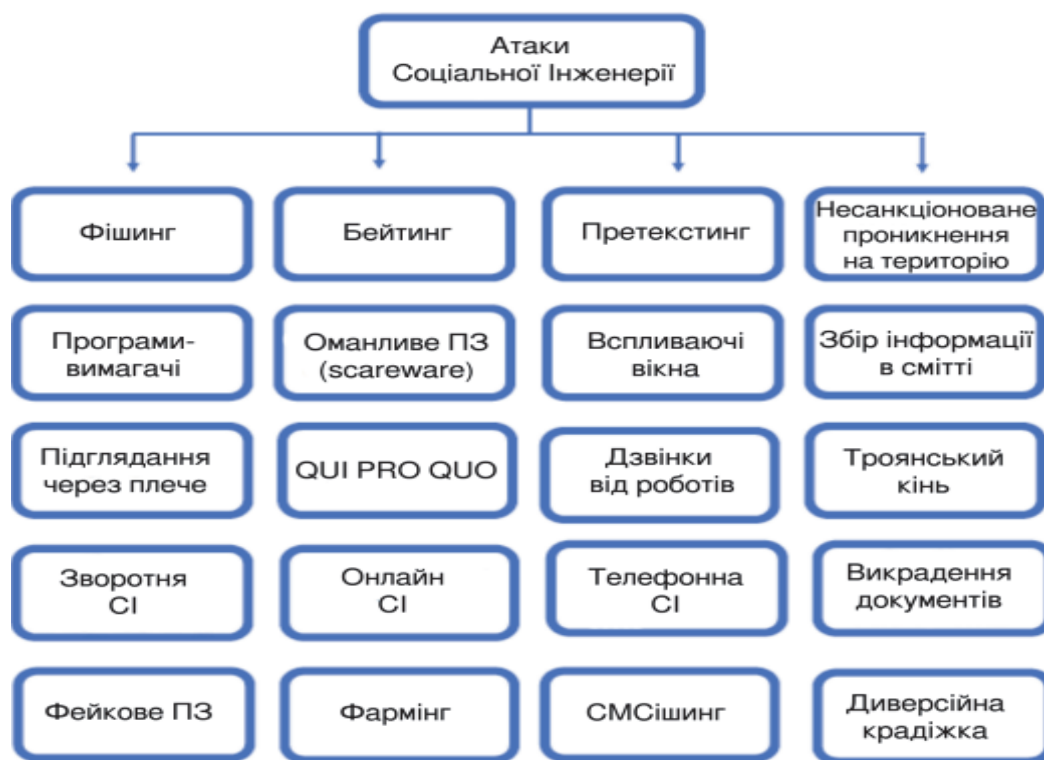 Атаки
Соціальної Інженерії
Фішинг
Бейтинг
Претекстинг
Несанкціоноване
проникнення
на територію
Програми-
вимагачі
Оманливе ПЗ
(scareware)
Вспливаючі
вікна
Збір інформації
в смітті
Підглядання
через плече
QUI PRO QUO
Дзвінки
від роботів
Троянський
кінь
Зворотня
СІ
Онлайн
СІ
Телефонна
СІ
Викрадення
документів
Фейкове ПЗ
Фармінг
СМСішинг
Диверсійна
крадіжка